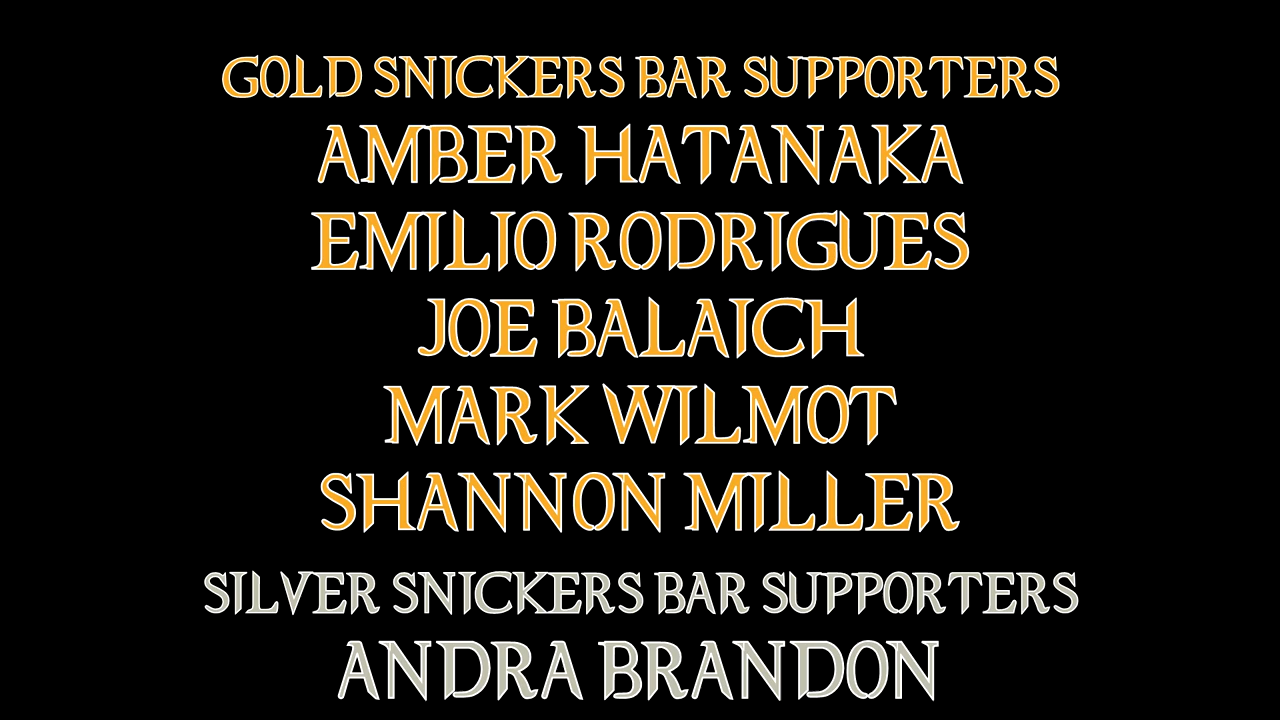 GOLD SNICKERS BAR SUPPORTERS
AMBER HATANAKA
EMILIO RODRIGUES
JOE BALAICH
MARK WILMOT
SHANNON MILLER
SILVER SNICKERS BAR SUPPORTERS
ANDRA BRANDON